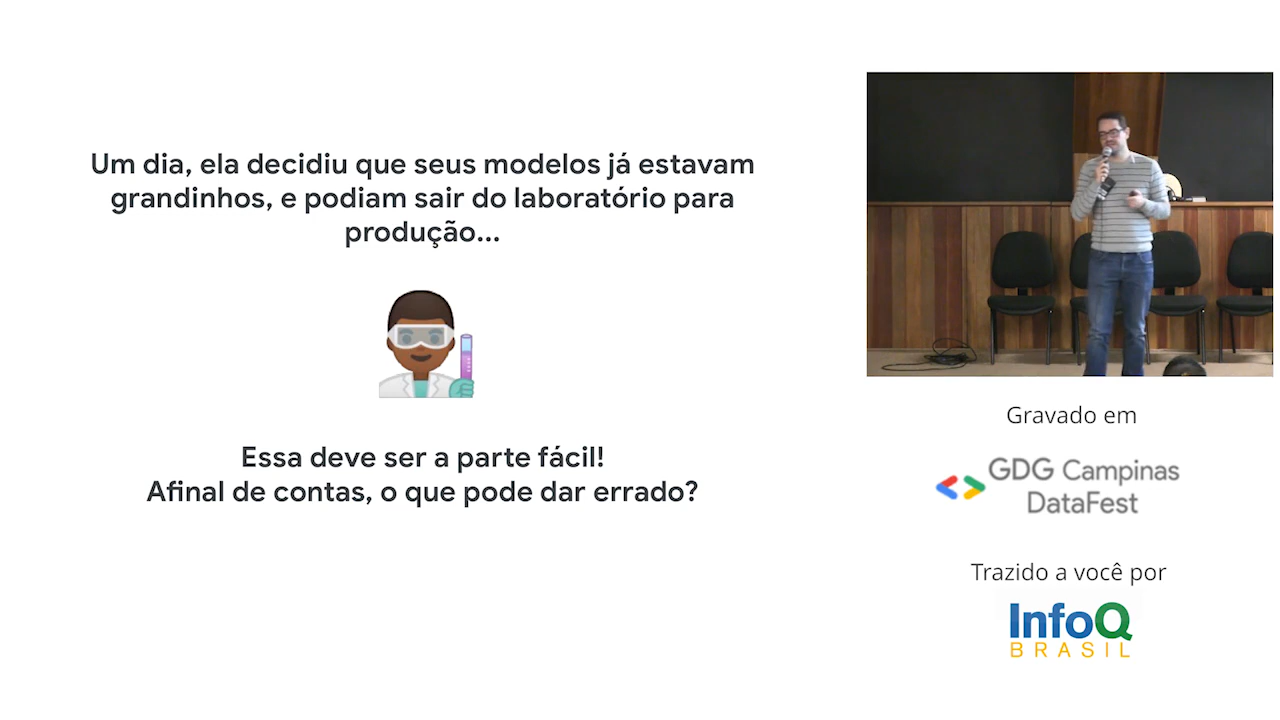 Um dia, ela decidiu que seus modelos já estavam
grandinhos, e podiam sair do laboratório para
produção...
Essa deve ser a parte fácil!
Afinal de contas, o que pode dar errado?
Gravado em
GDG Campinas
DataFest
Trazido a você por
InfoQ
BRASIL